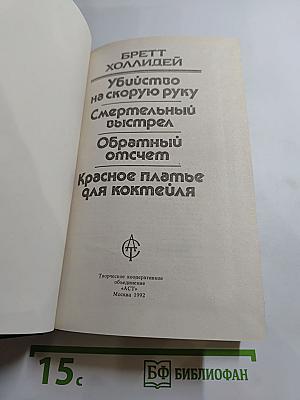 БРЕТТ
ХОЛЛИДЕЙ
Убийство
на скорую руку
Смертельный
выстрел
Обратный
отсчет
Красное платье
для коктейля
Творческое кооперативное
объединение
«АСТ»
Москва 1992
15с
БФ БИБЛИОФАН